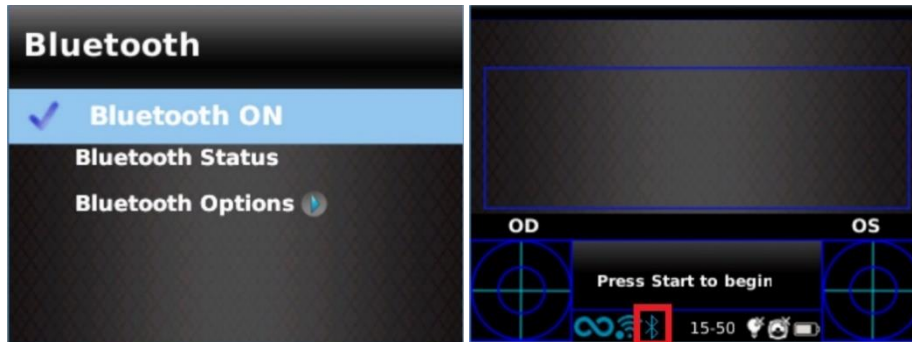 Bluetooth
Bluetooth ON
Bluetooth Status
Bluetooth Options
OD
OS
Press Start to begin
15-50